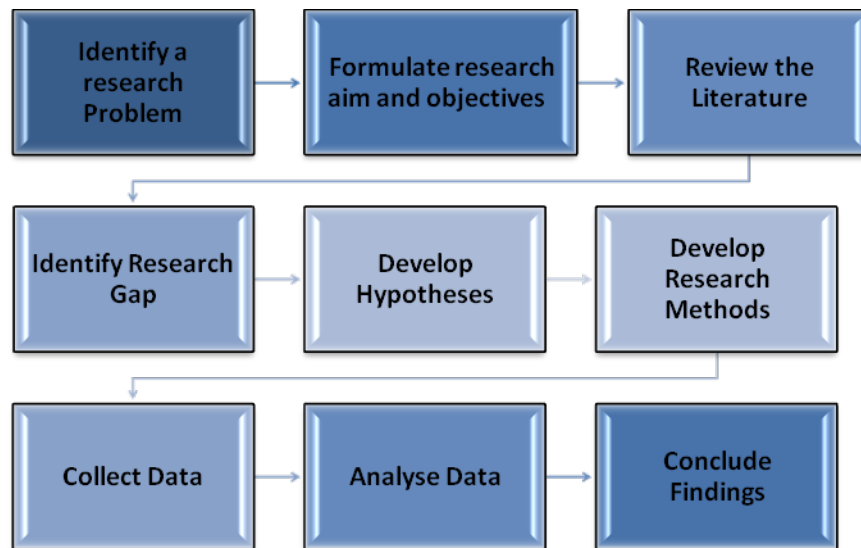 Identify a
research
Problem
Formulate research
aim and objectives
Review the
Literature
Identify Research
Gap
Develop
Hypotheses
Develop
Research
Methods
Collect Data
Analyse Data
Conclude
Findings